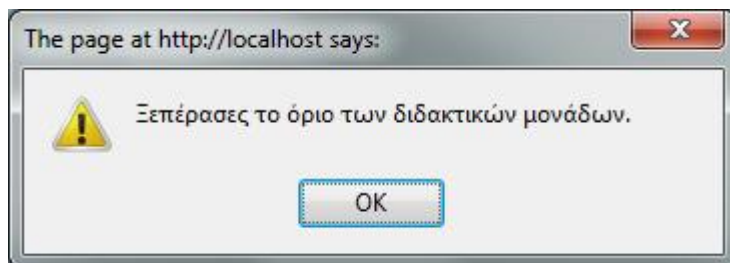 The page at http://localhost says:
Ξεπέρασες το όριο των διδακτικών μονάδων.
OK